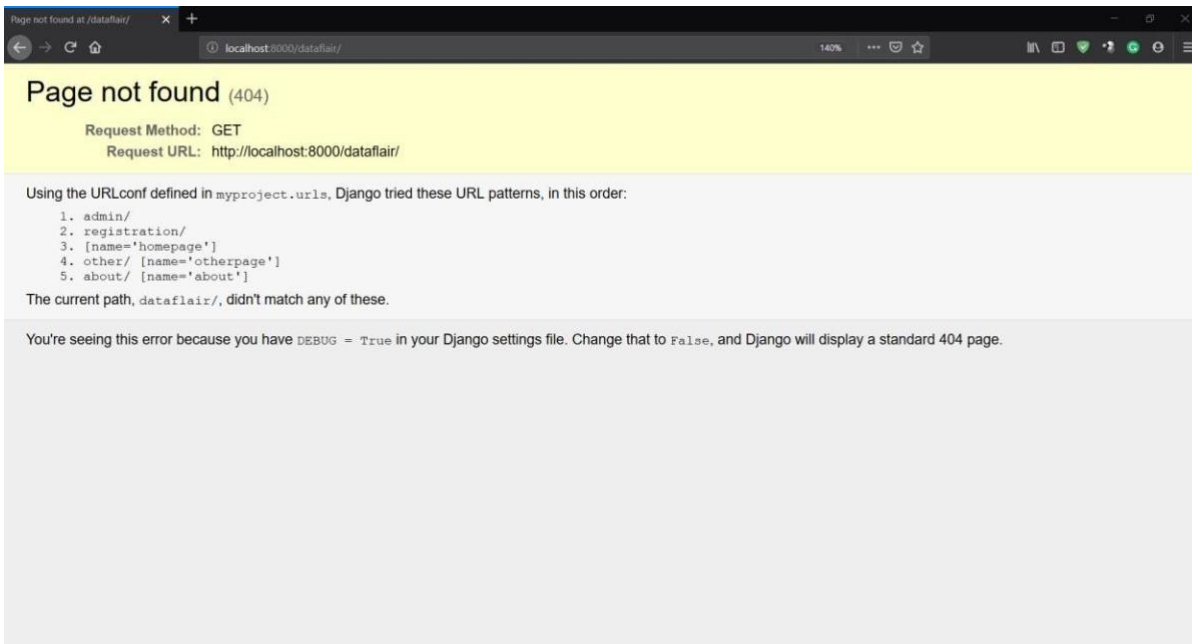 Page not found at /dataflair/
localhost:8000/dataflair/
140%
Page not found (404)
Request Method: GET
Request URL: http://localhost:8000/dataflair/
Using the URLconf defined in myproject.urls, Django tried these URL patterns, in this order:
1. admin/
2. registration/
3. [name='homepage']
4. other/ [name='otherpage']
5. about/ [name='about']
The current path, dataflair/, didn't match any of these.
You're seeing this error because you have DEBUG = True in your Django settings file. Change that to False, and Django will display a standard 404 page.